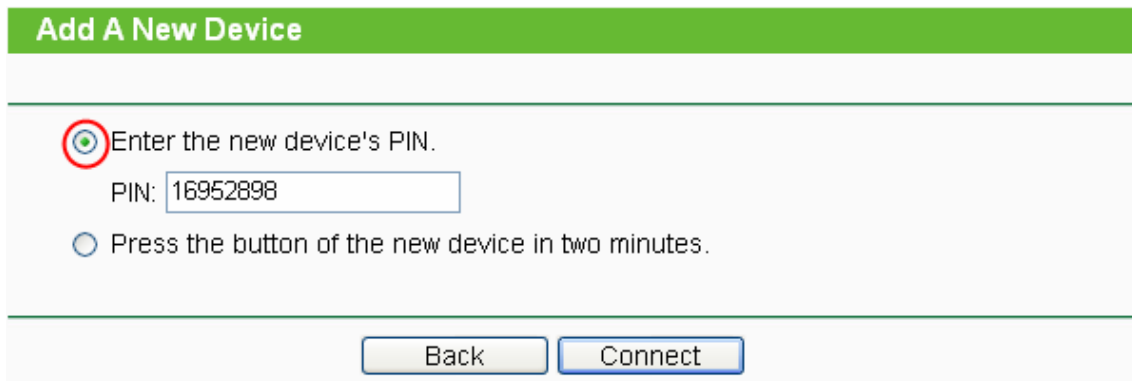 Add A New Device
Enter the new device's PIN.
PIN: 16952898
Press the button of the new device in two minutes.
Back Connect